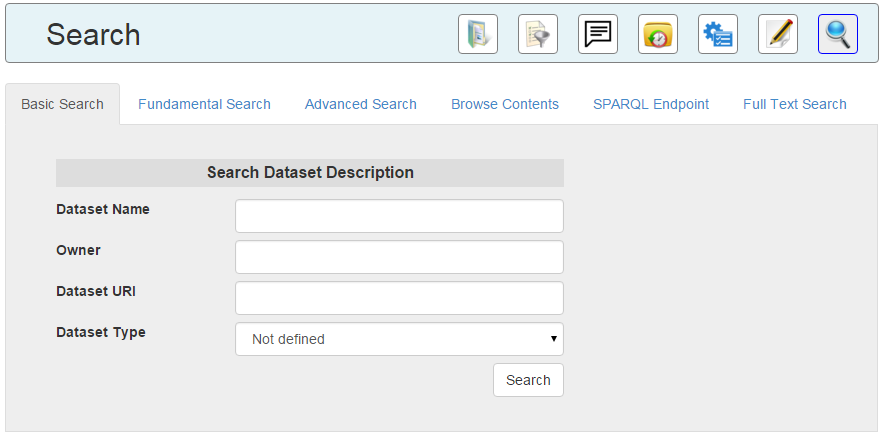 Search
Basic Search Fundamental Search Advanced Search Browse Contents SPARQL Endpoint Full Text Search
Search Dataset Description
Dataset Name
Owner
Dataset URI
Dataset Type Not defined
Search